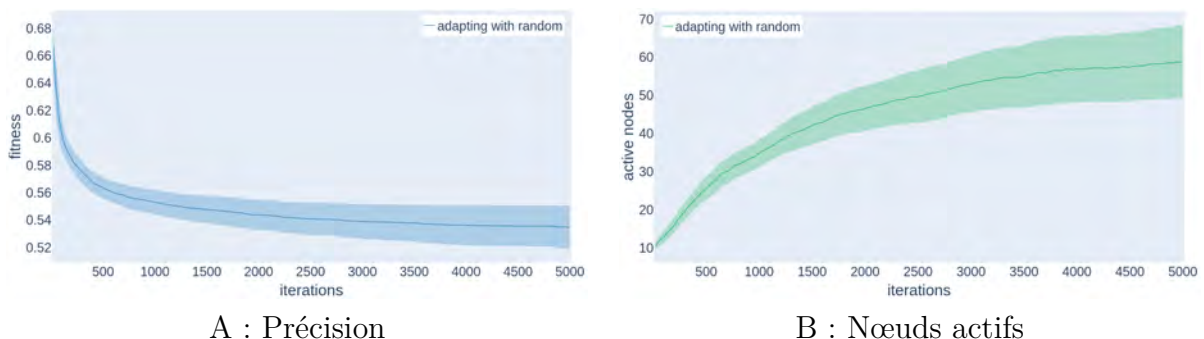 adapting with random
0.68
0.66
0.64
0.62
0.6
0.58
0.56
0.54
0.52
fitness
500 1000 1500 2000 2500 3000 3500 4000 4500 5000
iterations
A : Précision
adapting with random
70
60
50
40
30
20
10
active nodes
500 1000 1500 2000 2500 3000 3500 4000 4500 5000
iterations
B : Nœuds actifs